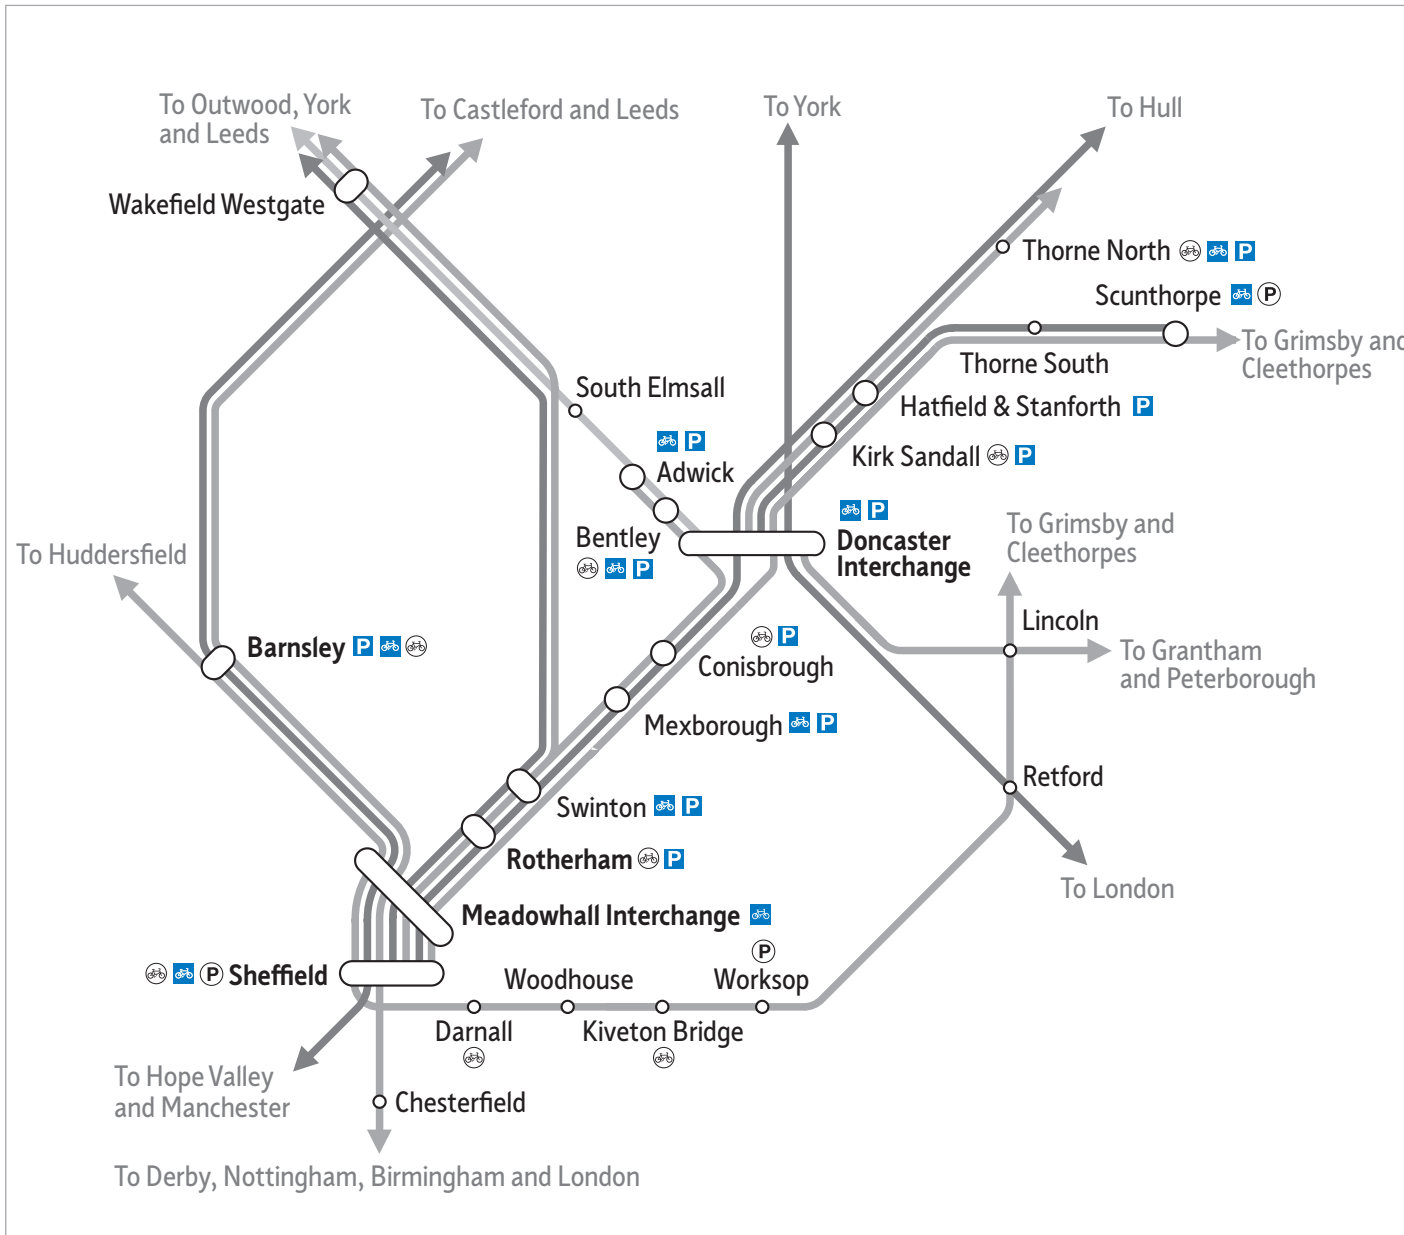 To Outwood, York
and Leeds
To Castleford and Leeds
To York
To Hull
Wakefield Westgate
Thorne North P
Scunthorpe P
To Grimsby and
Cleethorpes
Thorne South
South Elmsall
Hatfield & Stanforth P
P
Adwick
Kirk Sandall P
P
Doncaster
Interchange
Bentley
P
To Grimsby and
Cleethorpes
To Huddersfield
Lincoln
Barnsley P
P
Conisbrough
To Grantham
and Peterborough
Mexborough P
Retford
Swinton P
Rotherham P
To London
Meadowhall Interchange
P
P Sheffield
Woodhouse
Worksop
Darnall
Kiveton Bridge
To Hope Valley
and Manchester
Chesterfield
To Derby, Nottingham, Birmingham and London